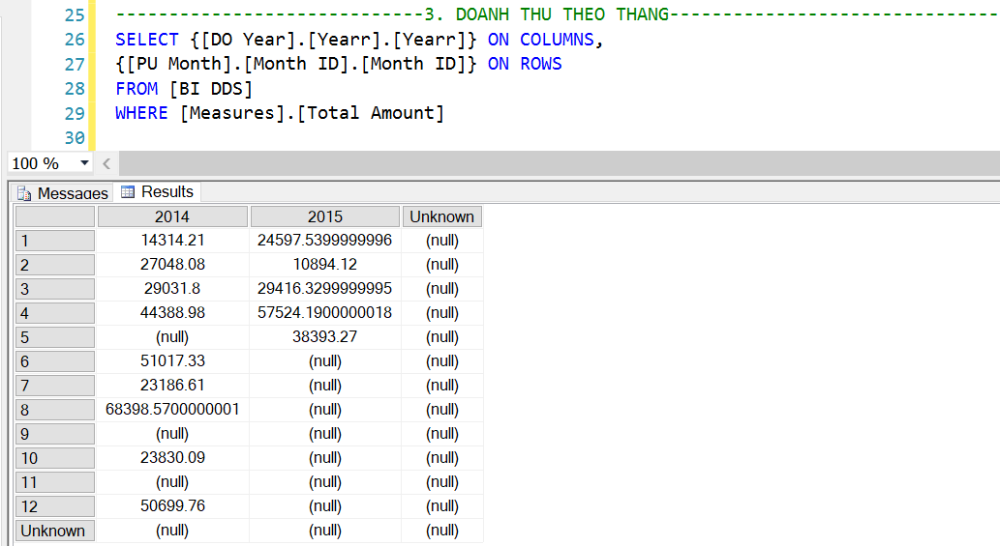 25 -----------------------------3. DOANH THU THEO THANG-------------------------------
26 SELECT {[DO Year].[Yearr].[Yearr]} ON COLUMNS,
27 {[PU Month].[Month ID].[Month ID]} ON ROWS
28 FROM [BI DDS]
29 WHERE [Measures].[Total Amount]
30
100 %
Messages Results
2014 2015 Unknown
1 14314.21 24597.5399999996 (null)
2 27048.08 10894.12 (null)
3 29031.8 29416.3299999995 (null)
4 44388.98 57524.1900000018 (null)
5 (null) 38393.27 (null)
6 51017.33 (null) (null)
7 23186.61 (null) (null)
8 68398.5700000001 (null) (null)
9 (null) (null) (null)
10 23830.09 (null) (null)
11 (null) (null) (null)
12 50699.76 (null) (null)
Unknown (null) (null) (null)